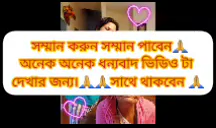 সম্মান করুন সম্মান পাবেন🙏
অনেক অনেক ধন্যবাদ ভিডিও টা
দেখার জন্য।🙏🙏সাথে থাকবেন 🙏